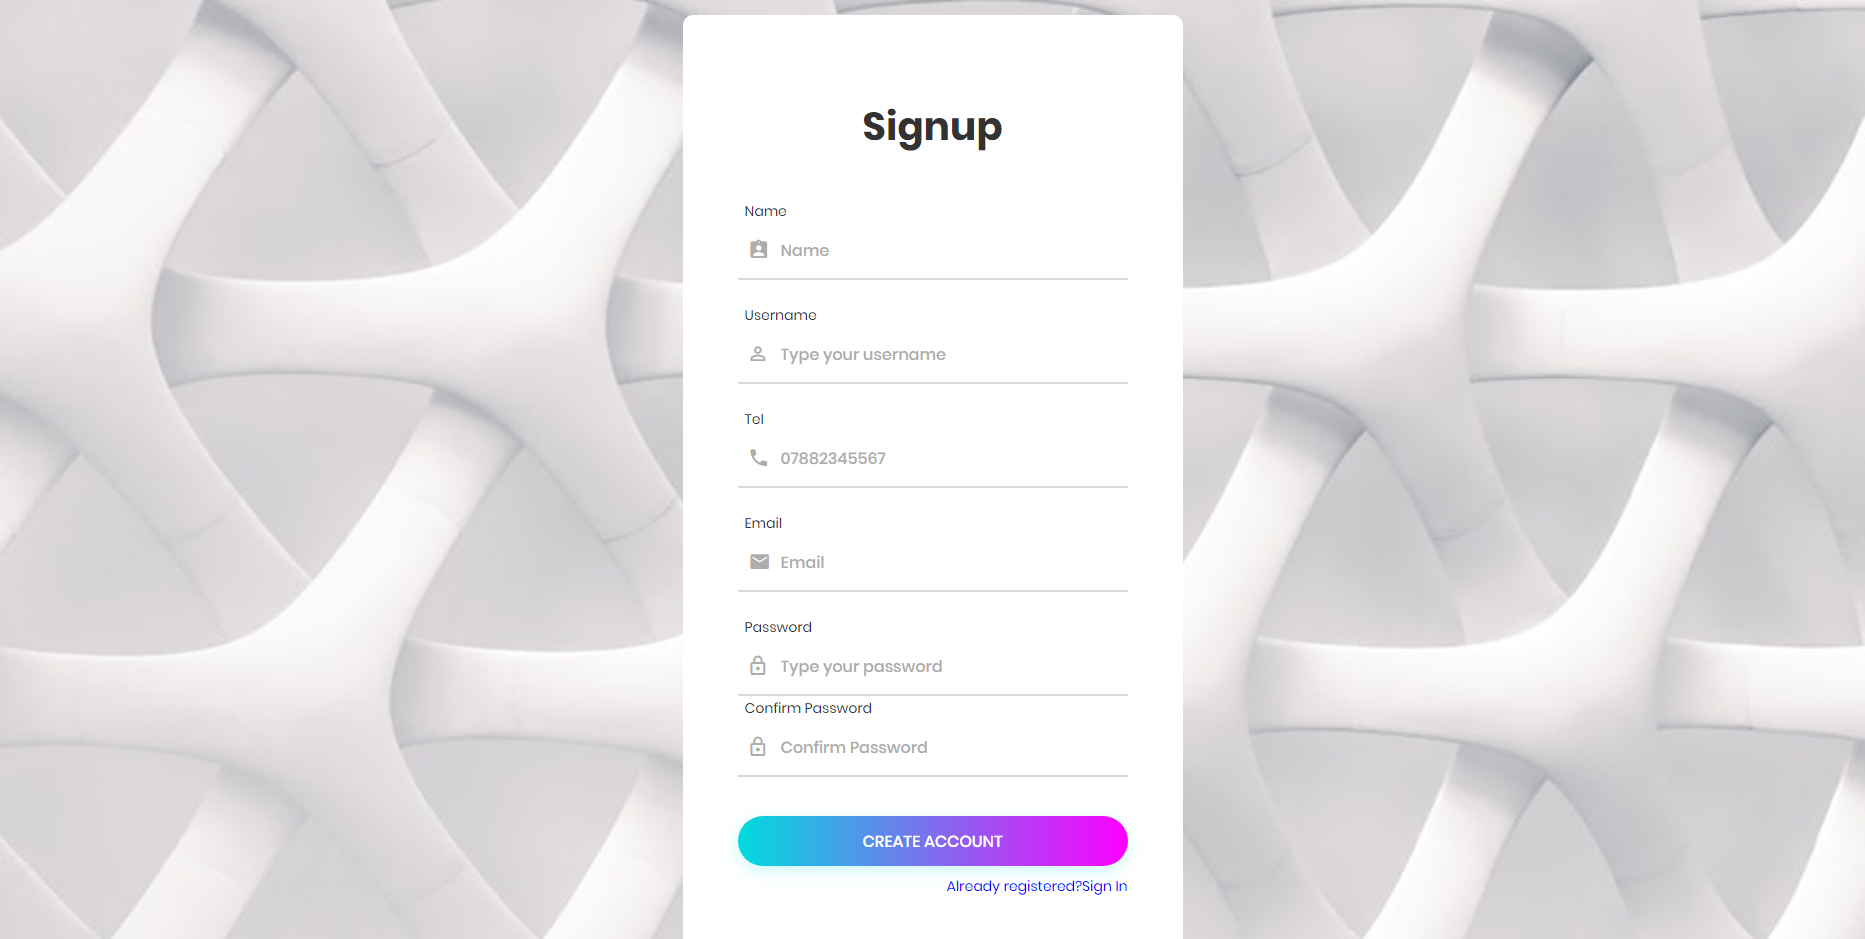 Signup
Name
Name
Username
Type your username
Tel
07882345567
Email
Email
Password
Type your password
Confirm Password
Confirm Password
CREATE ACCOUNT
Already registered?Sign In